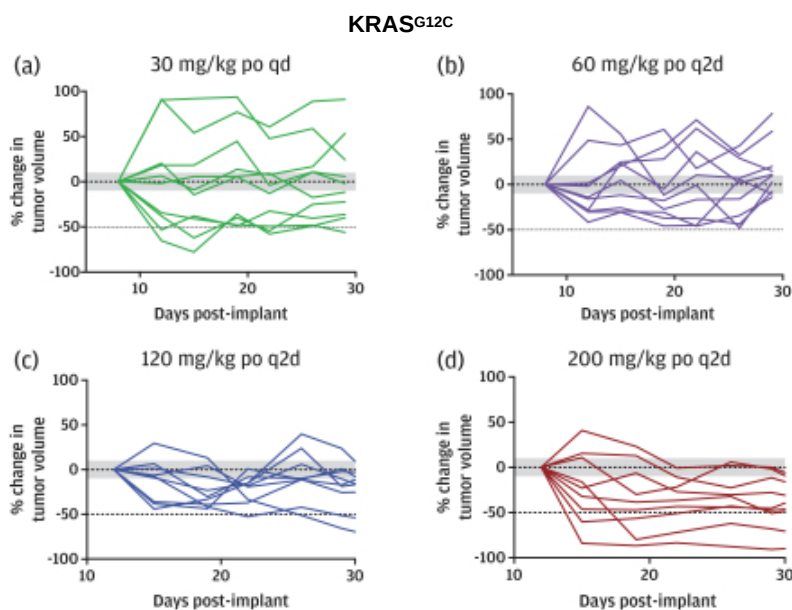 KRASG12C
(a) 30 mg/kg po qd
% change in
tumor volume
100
50
0
-50
-100
10 20 30
Days post-implant
(b) 60 mg/kg po q2d
% change in
tumor volume
100
50
0
-50
-100
10 20 30
Days post-implant
(c) 120 mg/kg po q2d
% change in
tumor volume
100
50
0
-50
-100
10 20 30
Days post-implant
(d) 200 mg/kg po q2d
% change in
tumor volume
100
50
0
-50
-100
10 20 30
Days post-implant